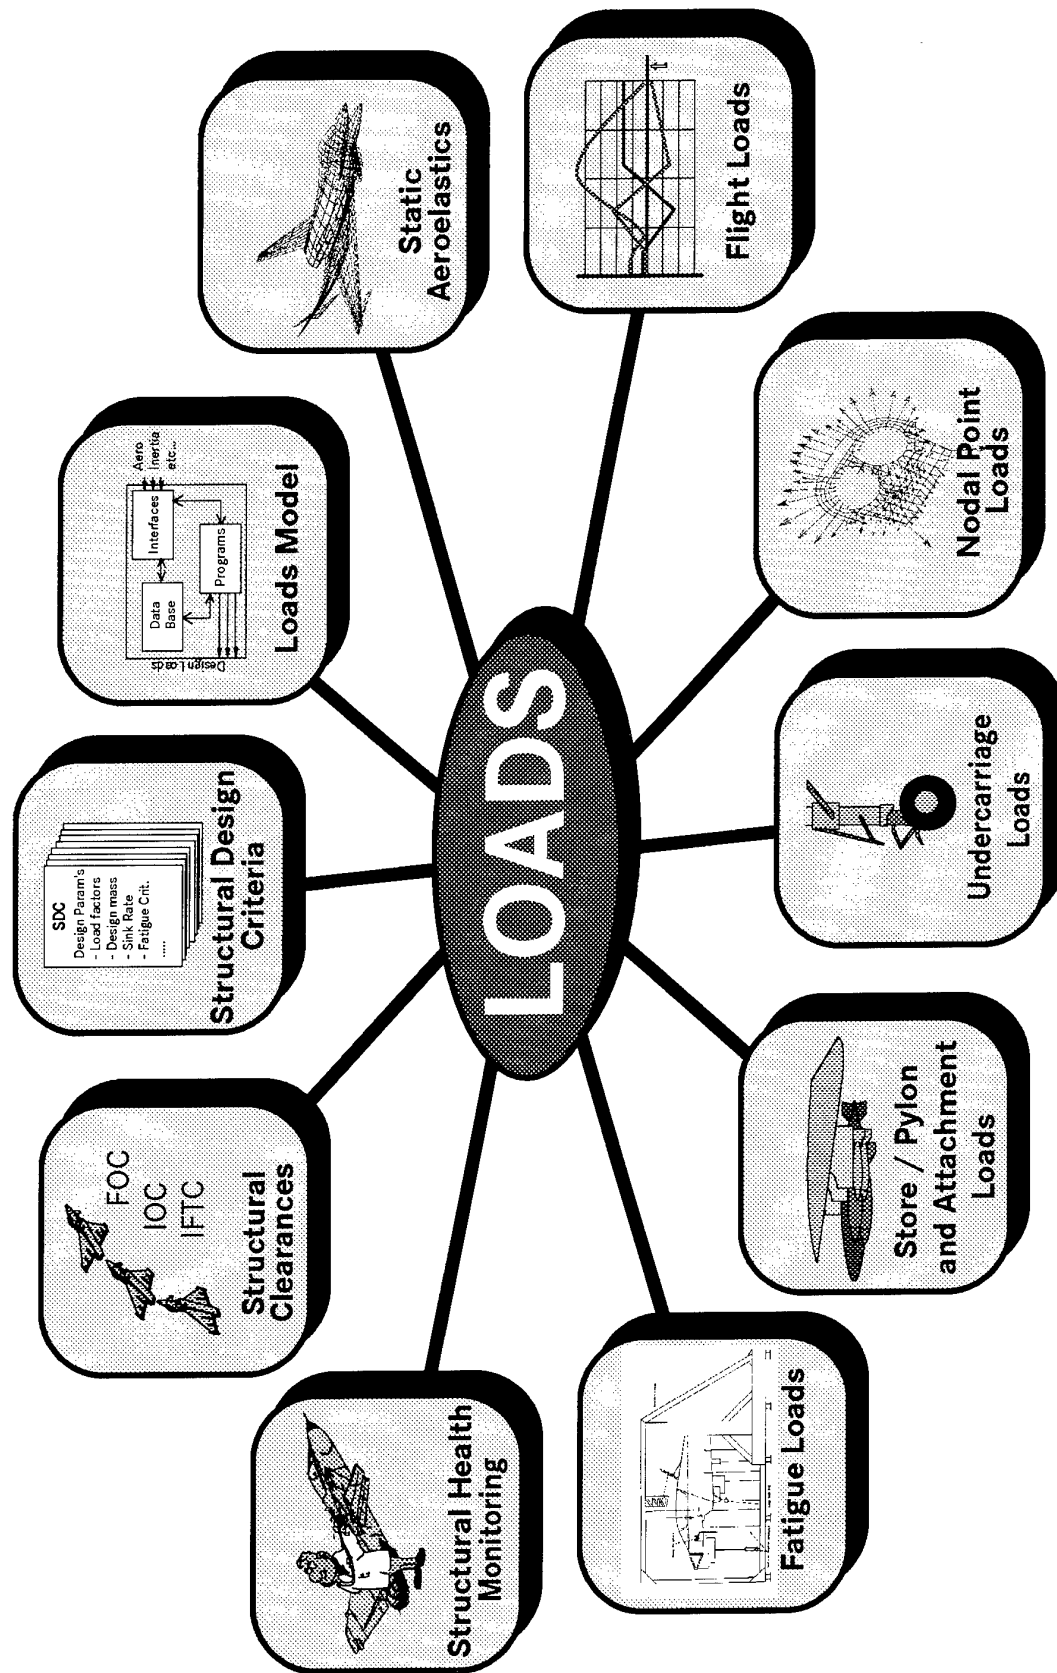 LOADS
Structural Health
Monitoring
Structural
Clearances
FOC
IOC
IFTC
SDC
Design Param's
- Load factors
- Design mass
- Sink Rate
- Fatigue Crit.
.....
Structural Design
Criteria
Data
Base
Interfaces
Programs
Design Loads
Aero
Inertia
etc...
Loads Model
Static
Aeroelastics
Fatigue Loads
Store / Pylon
and Attachment
Loads
Undercarriage
Loads
Nodal Point
Loads
t
Flight Loads